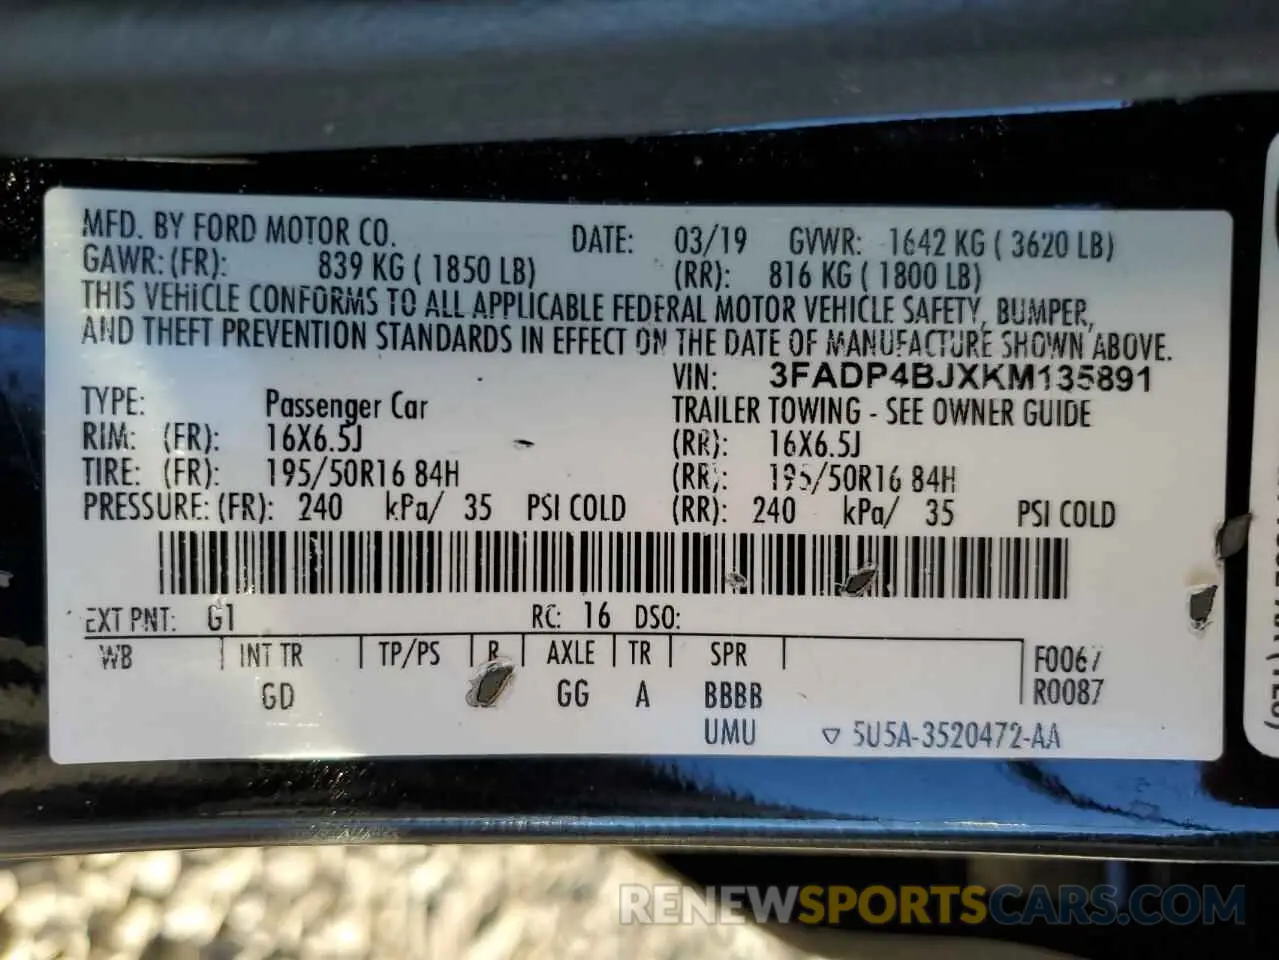 MFD. BY FORD MOTOR CO. DATE: 03/19 GVWR: 1642 KG ( 3620 LB)
GAWR: (FR): 839 KG ( 1850 LB) (RR): 816 KG ( 1800 LB)
THIS VEHICLE CONFORMS TO ALL APPLICABLE FEDERAL MOTOR VEHICLE SAFETY, BUMPER,
AND THEFT PREVENTION STANDARDS IN EFFECT ON THE DATE OF MANUFACTURE SHOWN ABOVE.
VIN: 3FADP4BJXKM135891
TYPE: Passenger Car TRAILER TOWING - SEE OWNER GUIDE
RIM: (FR): 16X6.5J (RR): 16X6.5J
TIRE: (FR): 195/50R16 84H (RR): 195/50R16 84H
PRESSURE: (FR): 240 kPa/ 35 PSI COLD (RR): 240 kPa/ 35 PSI COLD
EXT PNT: G1 RC: 16 DSO:
WB INT TR TP/PS R AXLE TR SPR F0067
GD GG A BBBB R0087
UMU ▽ 5U5A-3520472-AA
RENEWSPORTSCARS.COM